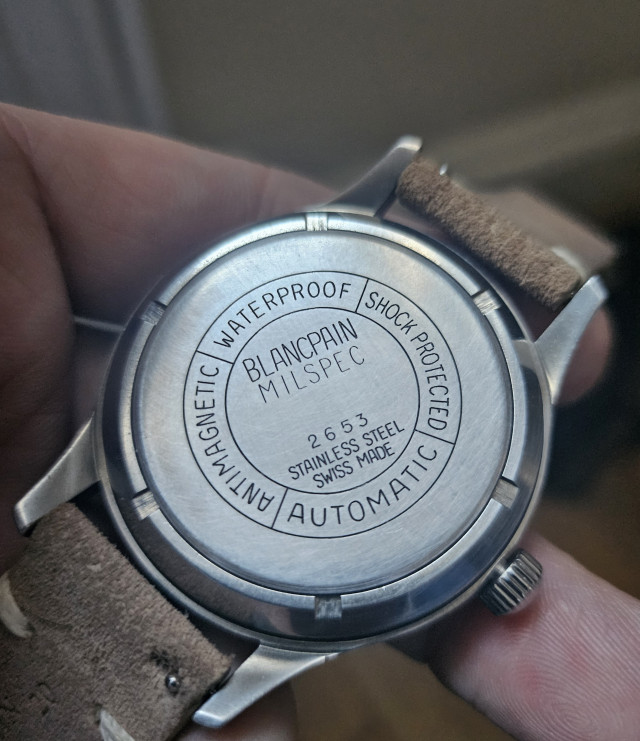 WATERPROOF
SHOCK PROTECTED
AUTOMATIC
ANTIMAGNETIC
BLANCPAIN
MILSPEC
2653
STAINLESS STEEL
SWISS MADE